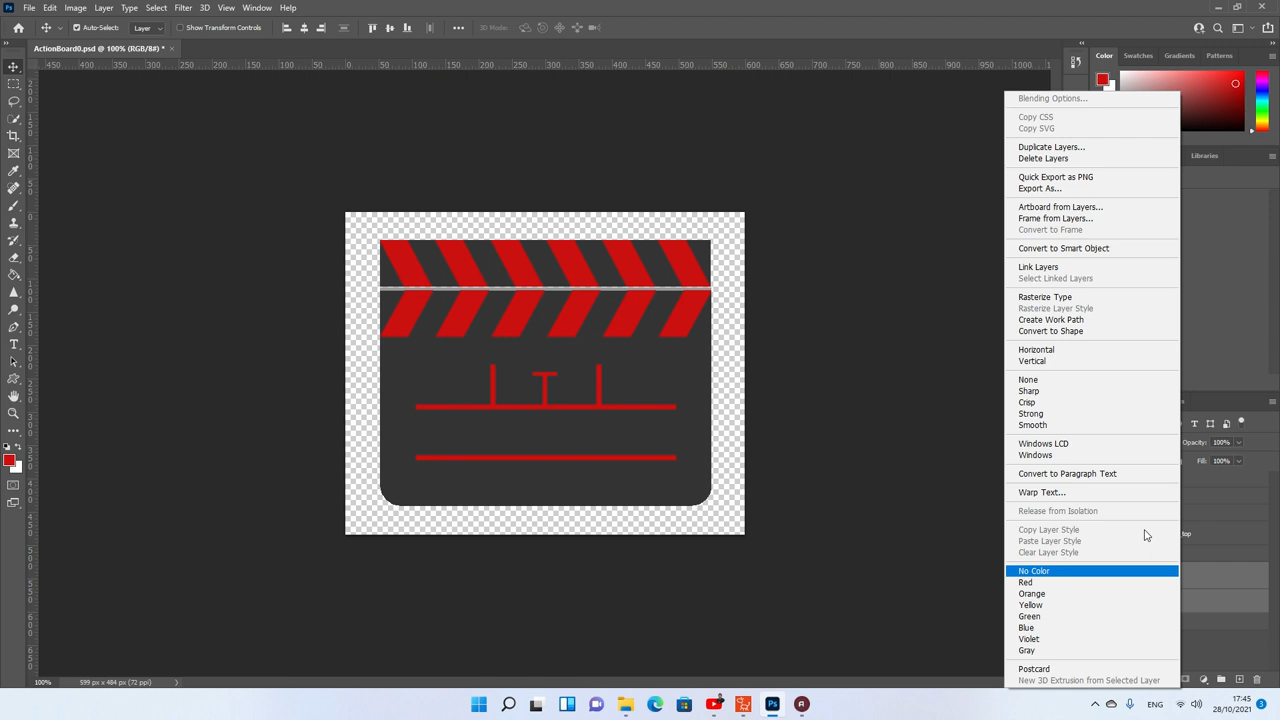 Ps File Edit Image Layer Type Select Filter 3D View Window Help
Auto-Select: Layer Show Transform Controls 3D Mode:
ActionBoard0.psd @ 100% (RGB/8#) *
Color Swatches Gradients Patterns
Libraries
Blending Options...
Copy CSS
Copy SVG
Duplicate Layers...
Delete Layers
Quick Export as PNG
Export As...
Artboard from Layers...
Frame from Layers...
Convert to Frame
Convert to Smart Object
Link Layers
Select Linked Layers
Rasterize Type
Rasterize Layer Style
Create Work Path
Convert to Shape
Horizontal
Vertical
None
Sharp
Crisp
Strong
Smooth
Windows LCD
Windows
Convert to Paragraph Text
Warp Text...
Release from Isolation
Copy Layer Style
Paste Layer Style
Clear Layer Style
No Color
Red
Orange
Yellow
Green
Blue
Violet
Gray
Postcard
New 3D Extrusion from Selected Layer
Opacity: 100%
Fill: 100%
top
T
100% 599 px x 484 px (72 ppi)
ENG
17:45
28/10/2021